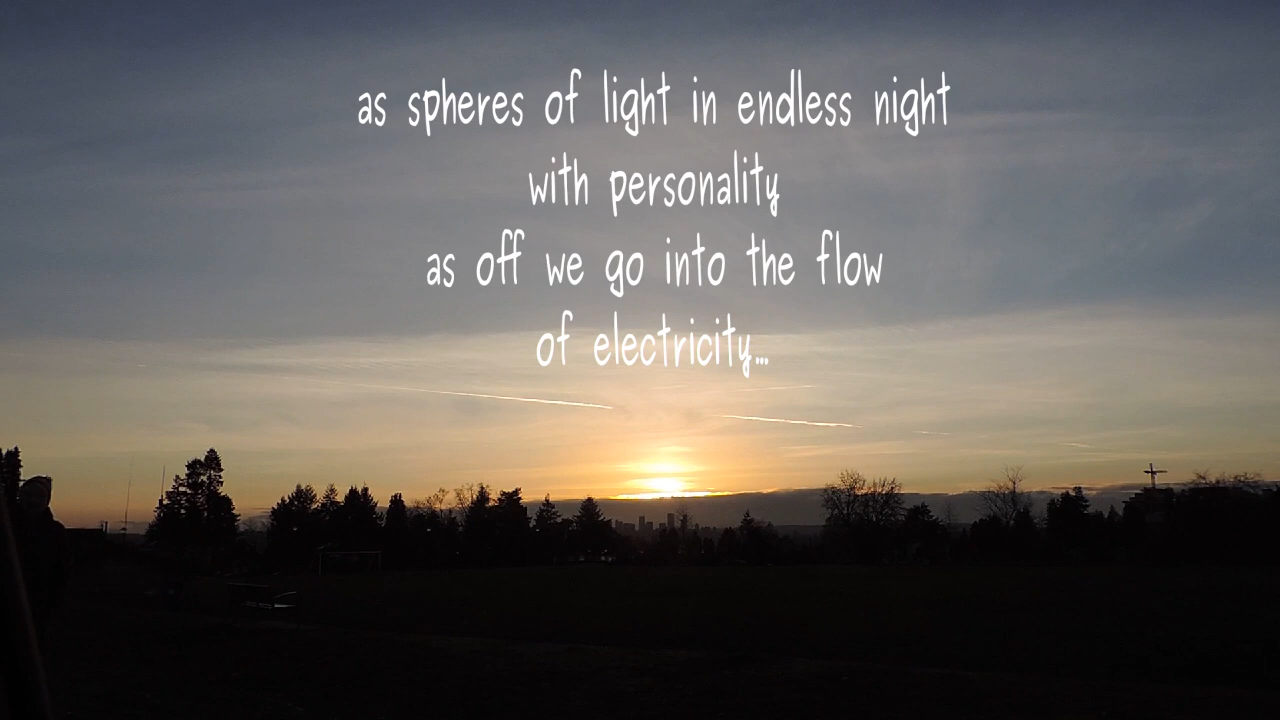 as spheres of light in endless night
with personality
as off we go into the flow
of electricity...